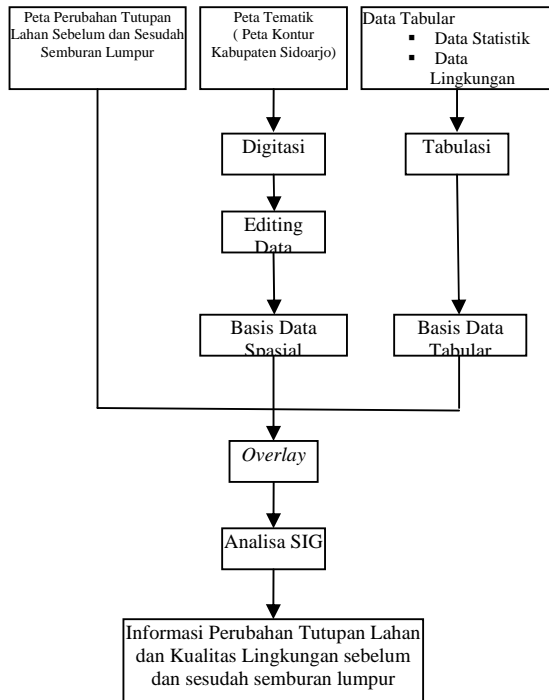 Peta Perubahan Tutupan
Lahan Sebelum dan Sesudah
Semburan Lumpur
Peta Tematik
( Peta Kontur
Kabupaten Sidoarjo)
Data Tabular
▪ Data Statistik
▪ Data
Lingkungan
Digitasi
Tabulasi
Editing
Data
Basis Data
Spasial
Basis Data
Tabular
Overlay
Analisa SIG
Informasi Perubahan Tutupan Lahan
dan Kualitas Lingkungan sebelum
dan sesudah semburan lumpur